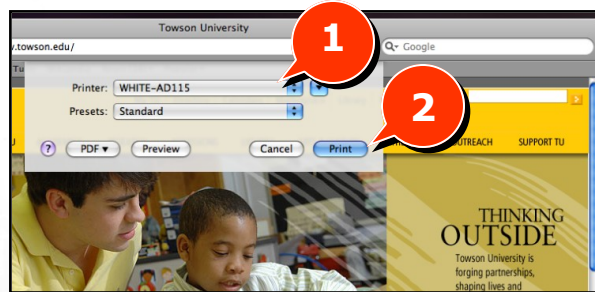 Towson University
.towson.edu/
Google
1
Printer: WHITE-AD115
Presets: Standard
2
? PDF Preview Cancel Print
OUTREACH SUPPORT TU
THINKING
OUTSIDE
Towson University is
forging partnerships,
shaping lives and